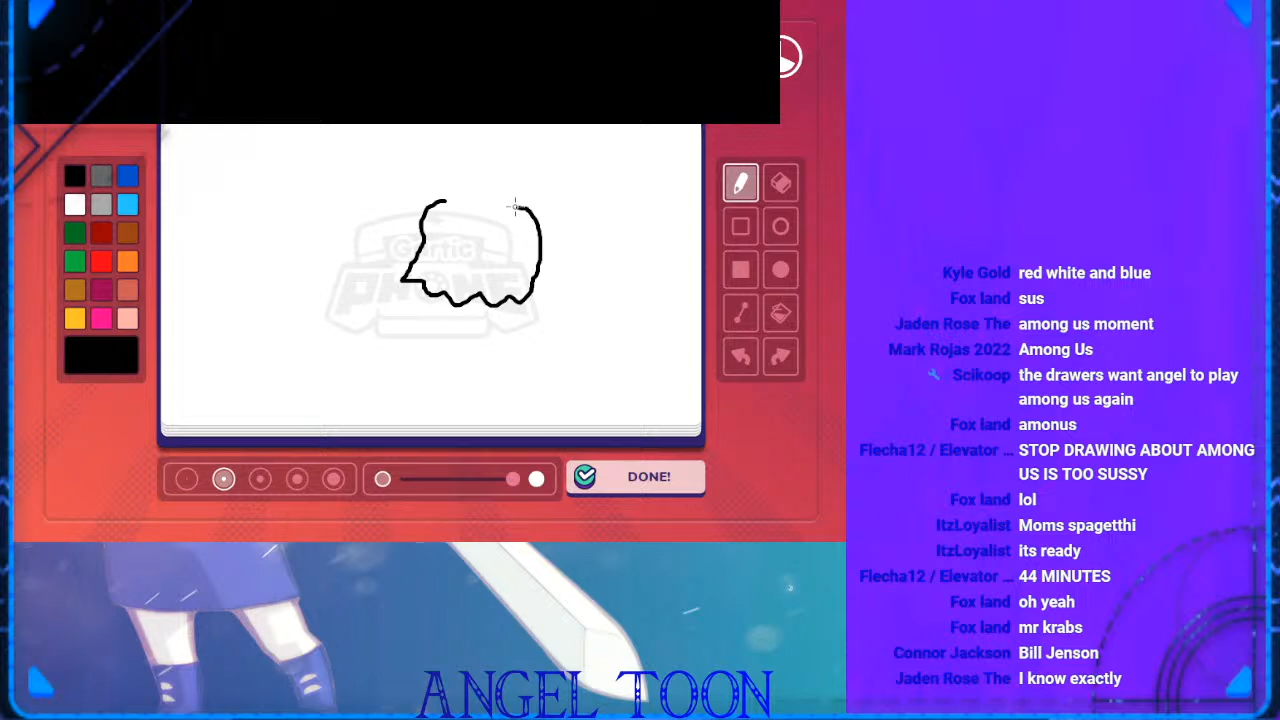 Gartic
PHONE
DONE!
Kyle Gold red white and blue
Fox land sus
Jaden Rose The among us moment
Mark Rojas 2022 Among Us
Scikoop the drawers want angel to play
among us again
Fox land amonus
Flecha12 / Elevator ... STOP DRAWING ABOUT AMONG
US IS TOO SUSSY
Fox land lol
ItzLoyalist Moms spagetthi
ItzLoyalist its ready
Flecha12 / Elevator ... 44 MINUTES
Fox land oh yeah
Fox land mr krabs
Connor Jackson Bill Jenson
Jaden Rose The I know exactly
ANGEL TOON